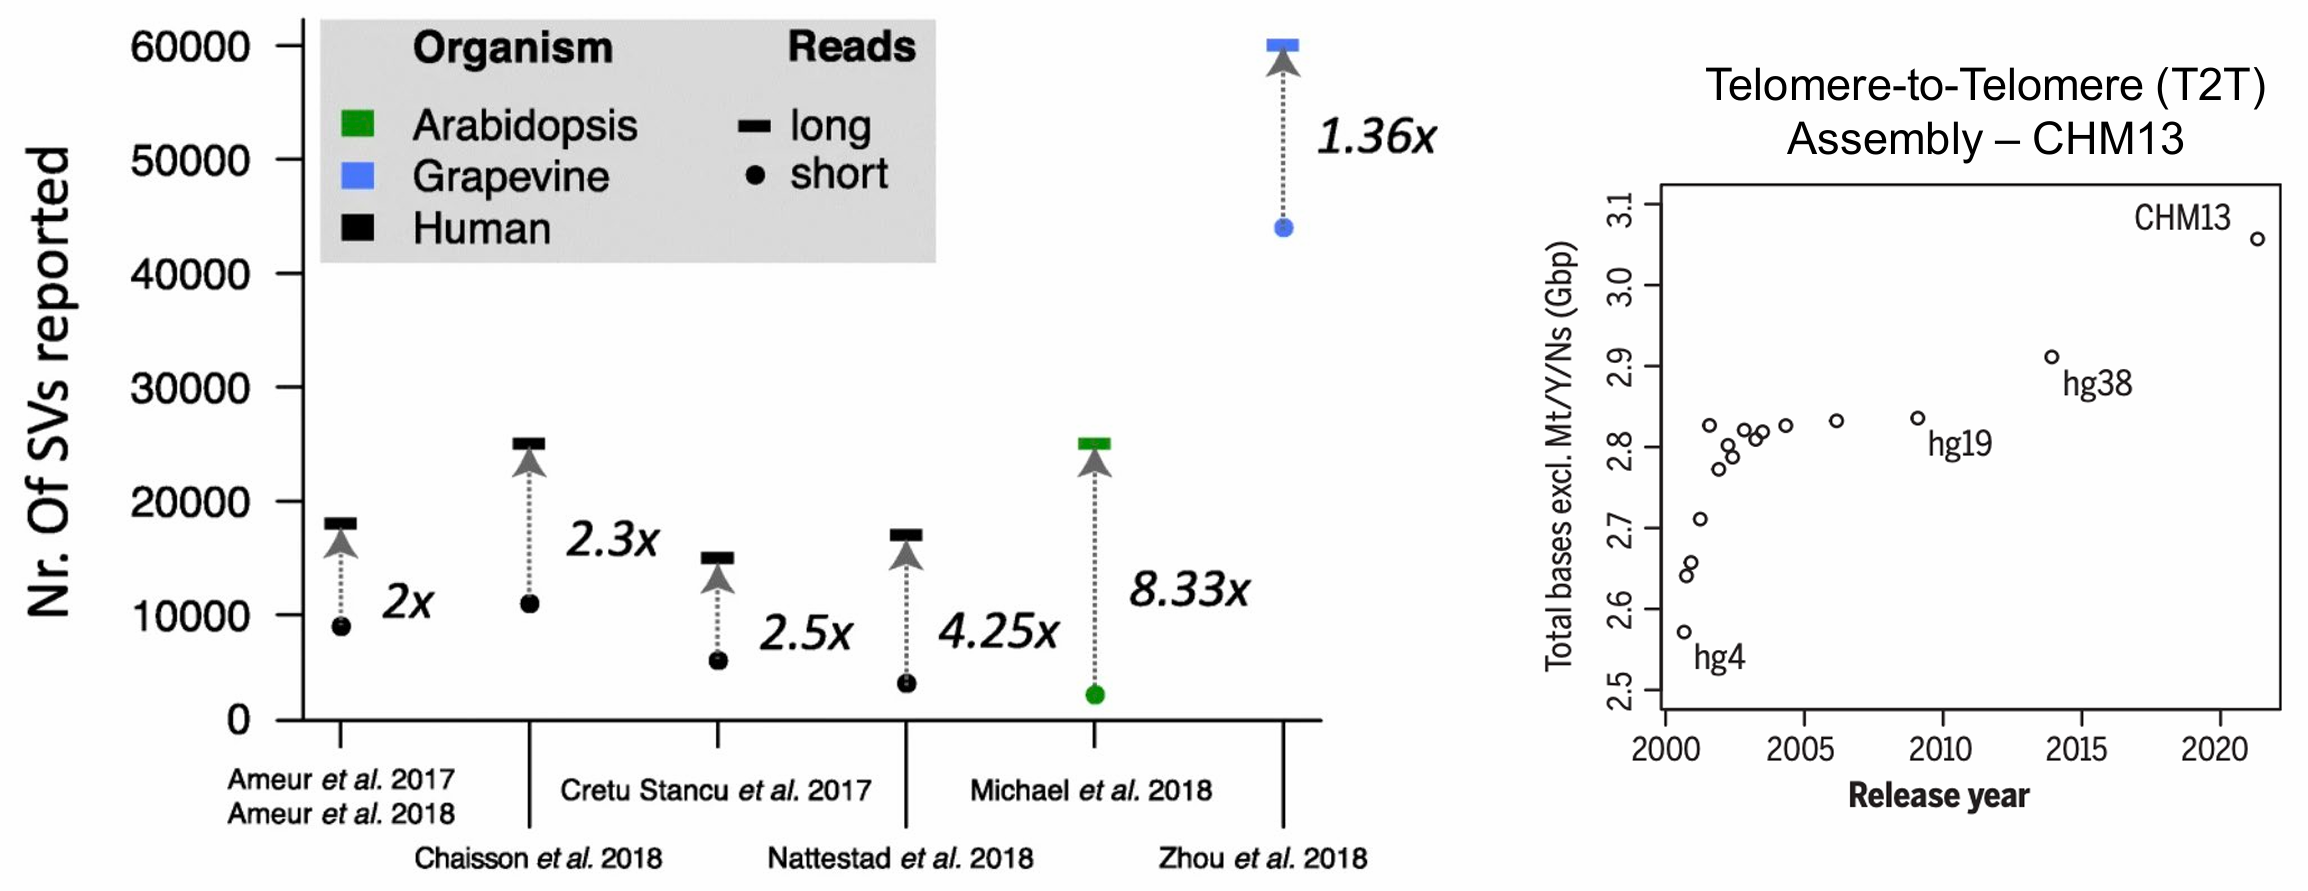 Nr. Of SVs reported
60000
50000
40000
30000
20000
10000
0
Organism
Reads
Arabidopsis
Grapevine
Human
long
short
2x
2.3x
2.5x
4.25x
8.33x
1.36x
Ameur et al. 2017
Ameur et al. 2018
Chaisson et al. 2018
Cretu Stancu et al. 2017
Nattestad et al. 2018
Michael et al. 2018
Zhou et al. 2018
Telomere-to-Telomere (T2T)
Assembly – CHM13
Total bases excl. Mt/Y/Ns (Gbp)
3.1
3.0
2.9
2.8
2.7
2.6
2.5
CHM13
hg38
hg19
hg4
2000 2005 2010 2015 2020
Release year